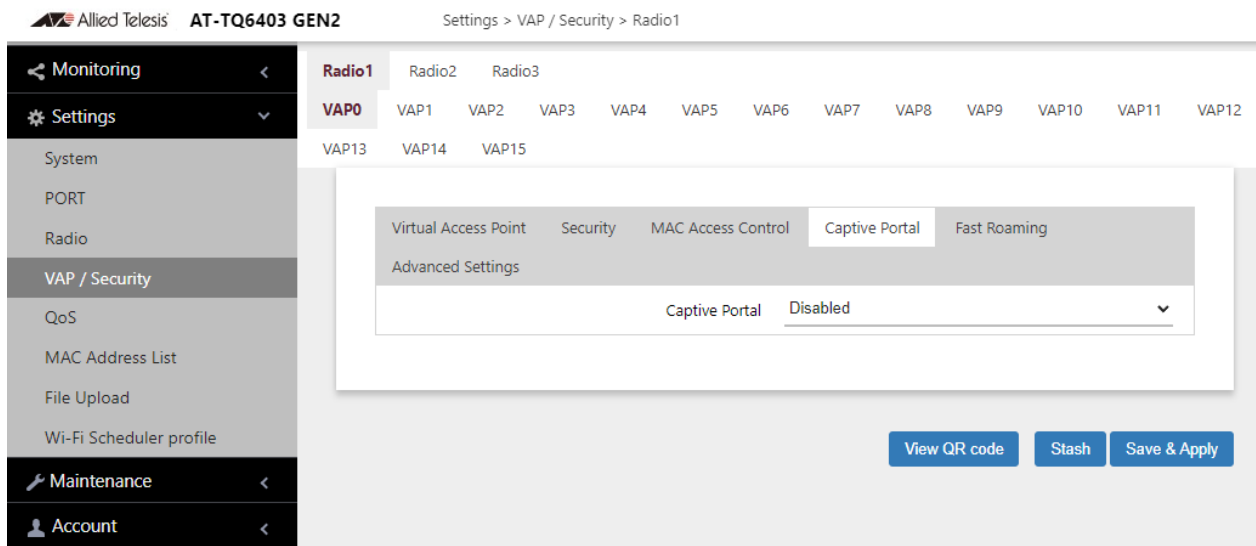 Allied Telesis AT-TQ6403 GEN2 Settings > VAP / Security > Radio1
Monitoring
Settings
System
PORT
Radio
VAP / Security
QoS
MAC Address List
File Upload
Wi-Fi Scheduler profile
Maintenance
Account
Radio1 Radio2 Radio3
VAP0 VAP1 VAP2 VAP3 VAP4 VAP5 VAP6 VAP7 VAP8 VAP9 VAP10 VAP11 VAP12
VAP13 VAP14 VAP15
Virtual Access Point Security MAC Access Control Captive Portal Fast Roaming
Advanced Settings
Captive Portal Disabled
View QR code Stash Save & Apply